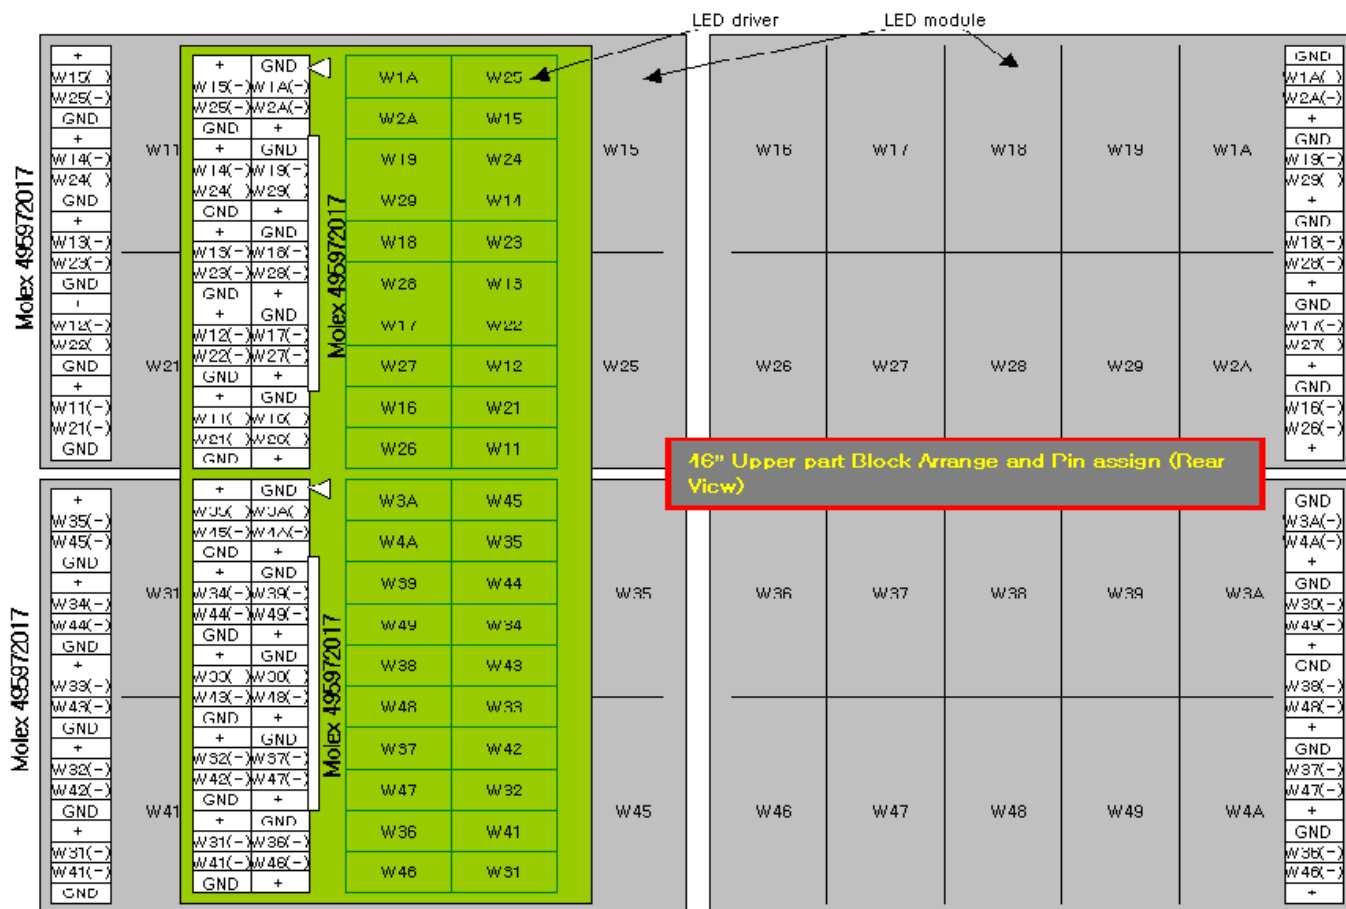 LED driver
LED module
+
W15( )
W25(-)
GND
+
W14(-)
W24( )
GND
+
W13(-)
W23(-)
GND
W12(-)
W22( )
GND
+
W11(-)
W21(-)
GND
Molex 495972017
W11
W21
+ GND
W15(-) W1A(-)
W25(-) W2A(-)
GND +
+ GND
W14(-) W19(-)
W24( ) W29( )
GND +
+ GND
W13(-) W18(-)
W23(-) W28(-)
GND +
+ GND
W12(-) W17(-)
W22(-) W27(-)
GND +
+ GND
W11( ) W16( )
W21( ) W26( )
GND +
Molex 495972017
W1A W25
W2A W15
W19 W24
W29 W14
W18 W23
W28 W13
W17 W22
W27 W12
W16 W21
W26 W11
W15
W25
W16 W17 W18 W19 W1A
W26 W27 W28 W29 W2A
GND
W1A( )
W2A(-)
+
GND
W19(-)
W29( )
+
GND
W18(-)
W28(-)
+
GND
W17(-)
W27( )
+
GND
W16(-)
W26(-)
+
46" Upper part Block Arrange and Pin assign (Rear
View)
+
W35(-)
W45(-)
GND
+
W34(-)
W44(-)
GND
+
W33(-)
W43(-)
GND
+
W32(-)
W42(-)
GND
+
W31(-)
W41(-)
GND
Molex 495972017
W31
W41
+ GND
W35( ) W3A( )
W45(-) W4A(-)
GND +
+ GND
W34(-) W39(-)
W44(-) W49(-)
GND +
+ GND
W33( ) W38( )
W43(-) W48(-)
GND +
+ GND
W32(-) W37(-)
W42(-) W47(-)
GND +
+ GND
W31(-) W36(-)
W41(-) W46(-)
GND +
Molex 495972017
W3A W45
W4A W35
W39 W44
W49 W34
W38 W43
W48 W33
W37 W42
W47 W32
W36 W41
W46 W31
W35
W45
W36 W37 W38 W39 W3A
W46 W47 W48 W49 W4A
GND
W3A(-)
W4A(-)
+
GND
W39(-)
W49(-)
+
GND
W38(-)
W48(-)
+
GND
W37(-)
W47(-)
+
GND
W36(-)
W46(-)
+